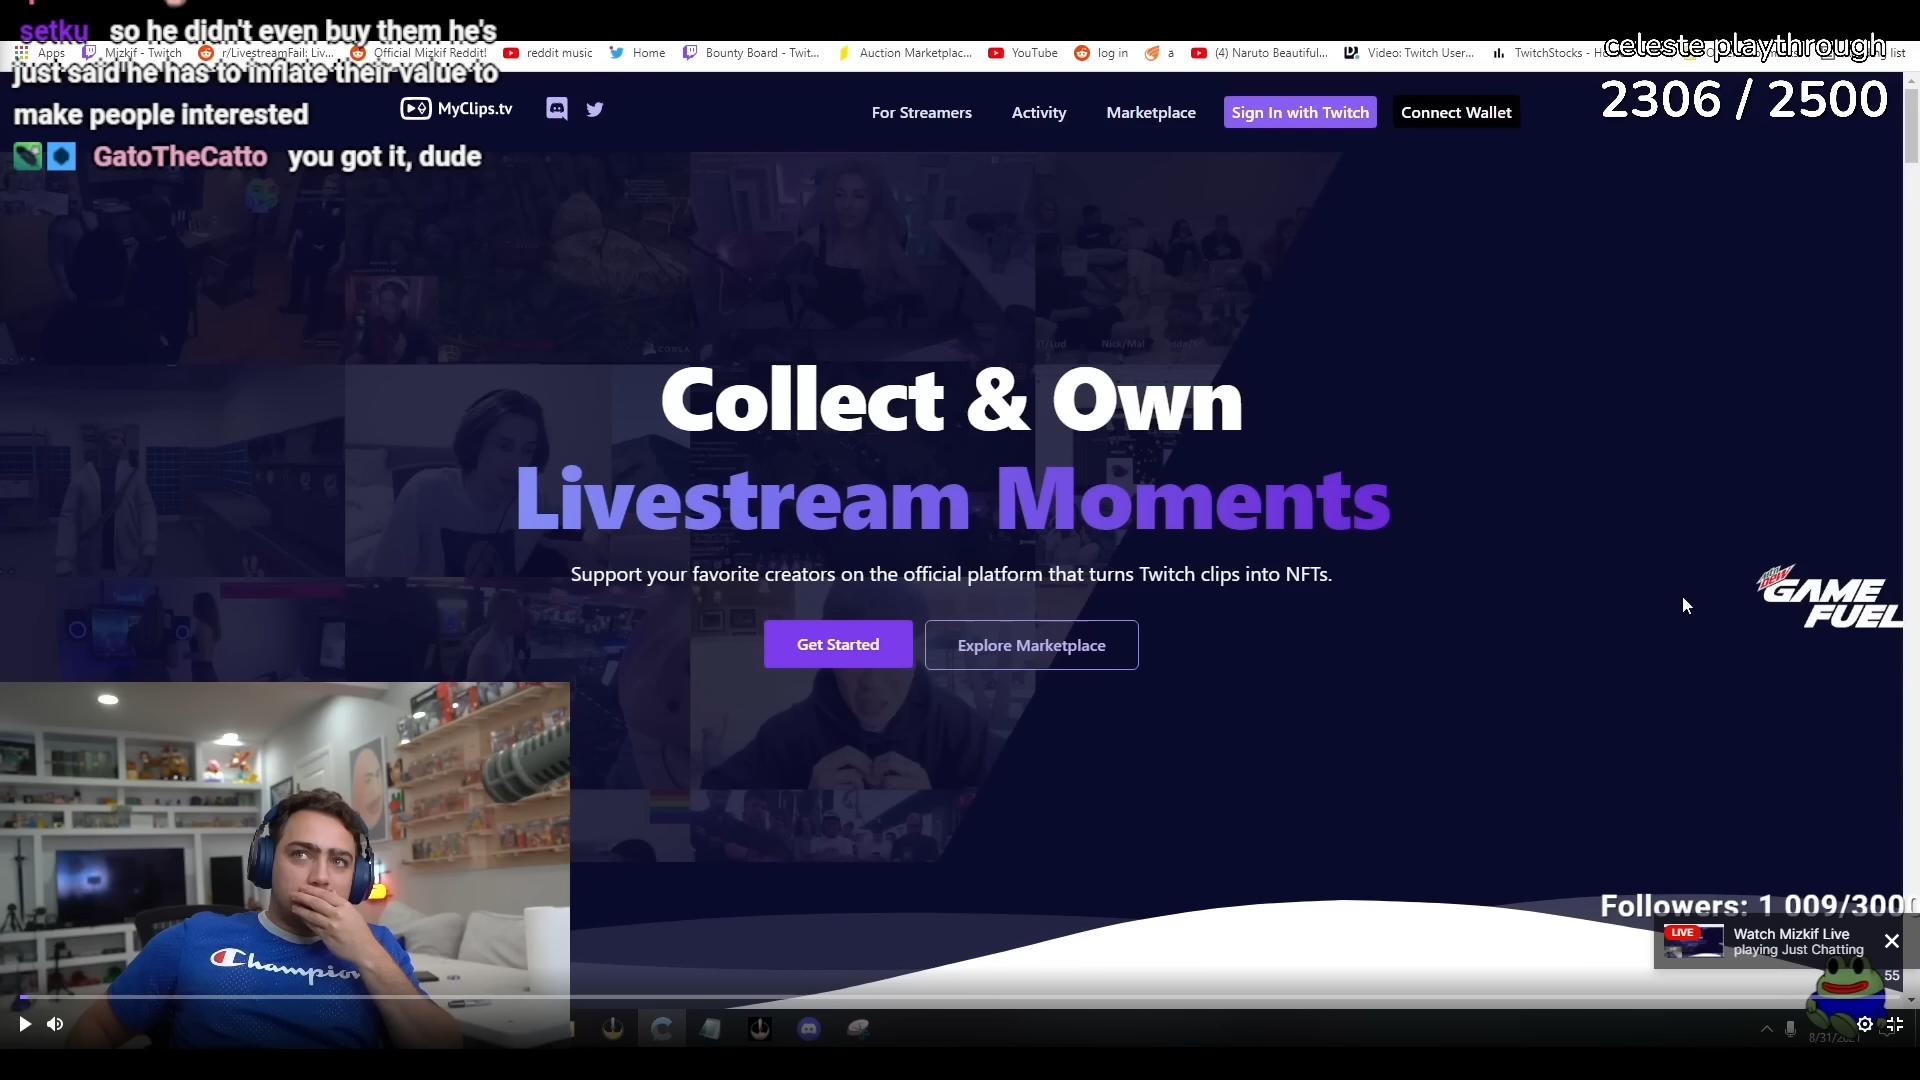 setku so he didn't even buy them he's
just said he has to inflate their value to
make people interested
GatoTheCatto you got it, dude
Apps Mizkif - Twitch r/LivestreamFail: Liv... Official Mizkif Reddit! reddit music Home Bounty Board - Twit... Auction Marketplac... YouTube log in a (4) Naruto Beautiful... Video: Twitch User... TwitchStocks - H list
celeste playthrough
2306 / 2500
MyClips.tv
For Streamers Activity Marketplace Sign In with Twitch Connect Wallet
Nick/Mal
Collect & Own
Livestream Moments
Support your favorite creators on the official platform that turns Twitch clips into NFTs.
Get Started Explore Marketplace
GAME
FUEL
Champion
Followers: 1 009/3000
LIVE Watch Mizkif Live
playing Just Chatting
55